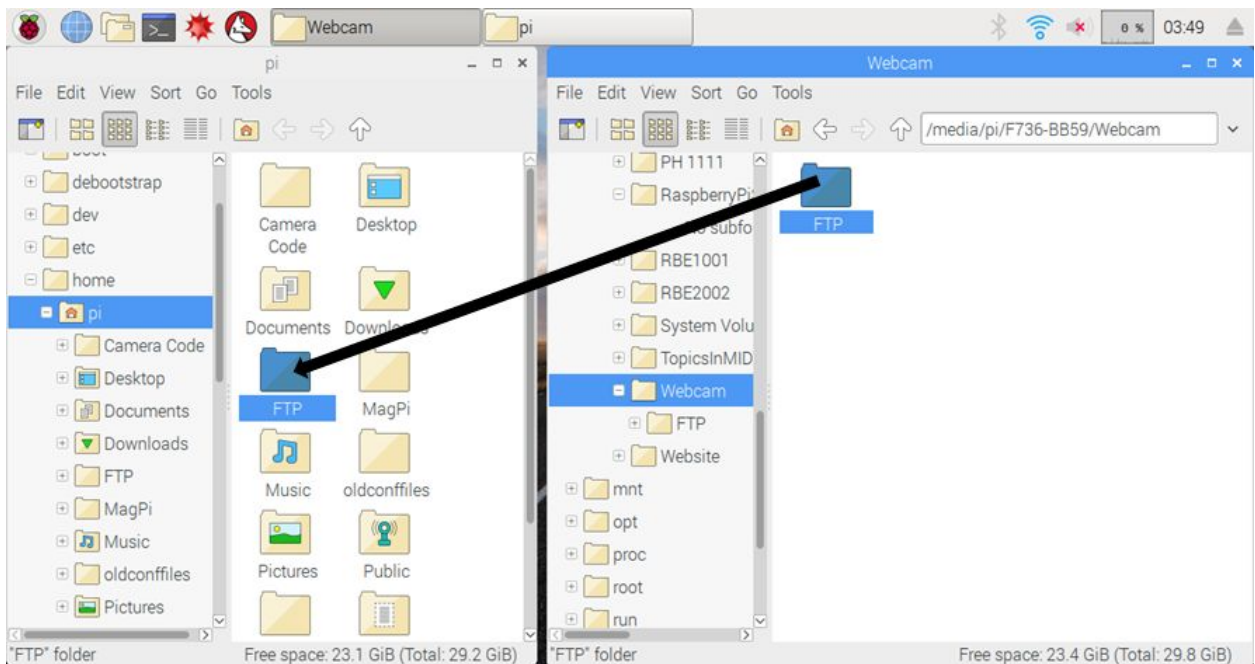 Webcam
pi
0 %
03:49
pi
File Edit View Sort Go Tools
debootstrap
dev
etc
home
pi
Camera Code
Desktop
Documents
Downloads
FTP
MagPi
Music
oldconffiles
Pictures
Camera
Code
Desktop
Documents
FTP
MagPi
Music
oldconffiles
Pictures
Public
"FTP" folder
Free space: 23.1 GiB (Total: 29.2 GiB)
Webcam
File Edit View Sort Go Tools
/media/pi/F736-BB59/Webcam
PH 1111
RaspberryPi
subfo
RBE1001
RBE2002
System Volu
TopicsInMID
Webcam
FTP
Website
mnt
opt
proc
root
run
FTP
"FTP" folder
Free space: 23.4 GiB (Total: 29.8 GiB)